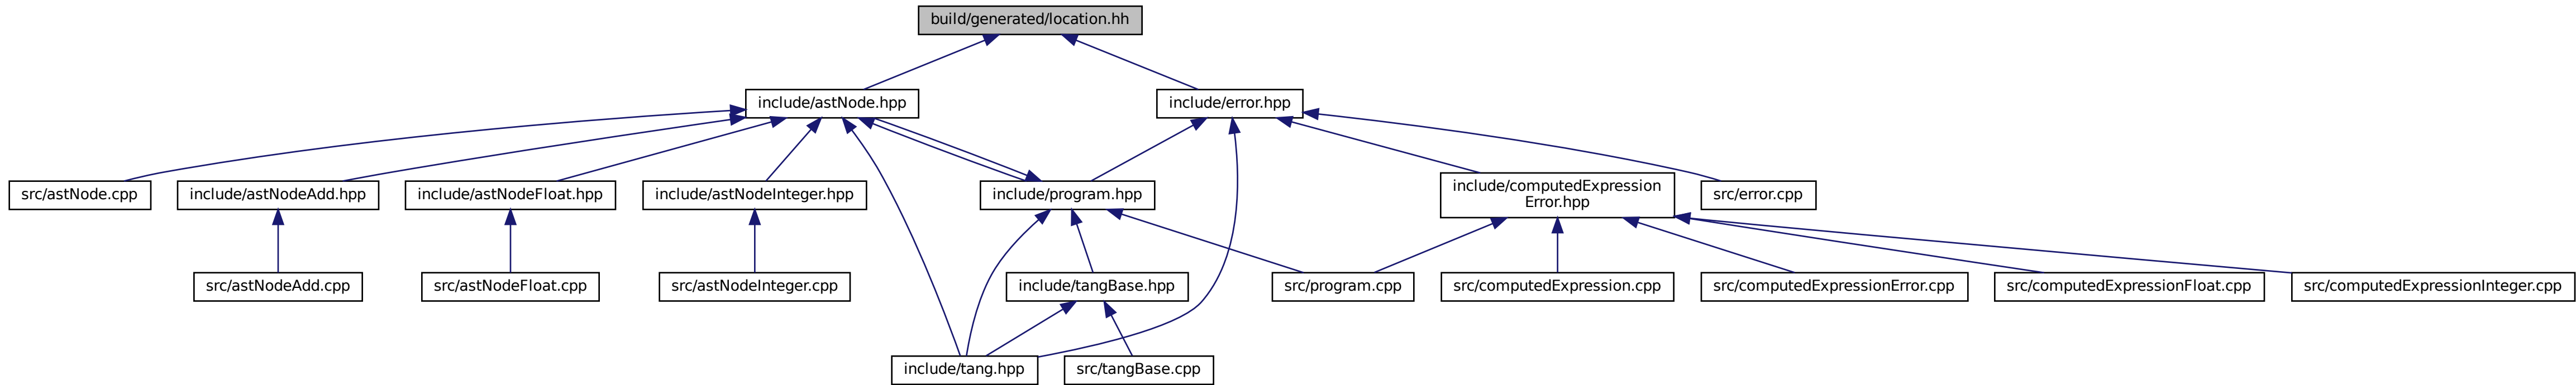 build/generated/location.hh
include/astNode.hpp
include/error.hpp
src/astNode.cpp
include/astNodeAdd.hpp
include/astNodeFloat.hpp
include/astNodeInteger.hpp
include/program.hpp
include/computedExpression
Error.hpp
src/error.cpp
src/astNodeAdd.cpp
src/astNodeFloat.cpp
src/astNodeInteger.cpp
include/tangBase.hpp
src/program.cpp
src/computedExpression.cpp
src/computedExpressionError.cpp
src/computedExpressionFloat.cpp
src/computedExpressionInteger.cpp
include/tang.hpp
src/tangBase.cpp